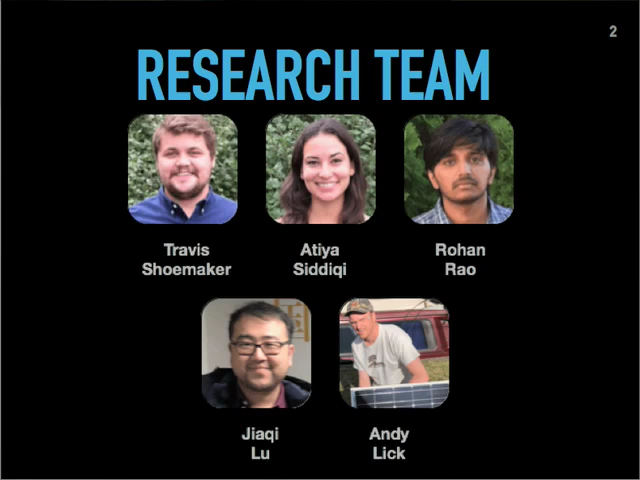 2
RESEARCH TEAM
Travis
Shoemaker
Atiya
Siddiqi
Rohan
Rao
Jiaqi
Lu
Andy
Lick